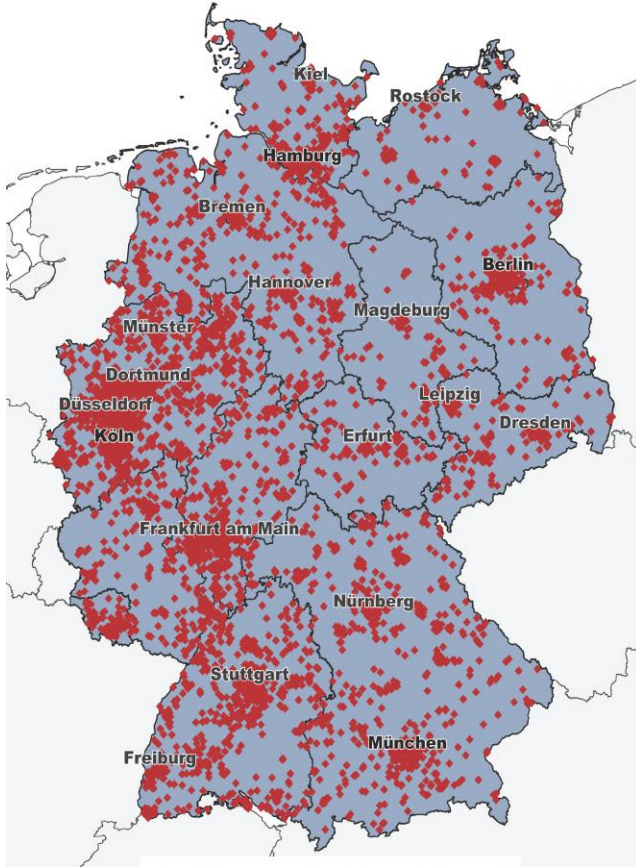 Kiel
Rostock
Hamburg
Bremen
Berlin
Hannover
Magdeburg
Münster
Dortmund
Düsseldorf
Leipzig
Köln
Erfurt
Dresden
Frankfurt am Main
Nürnberg
Stuttgart
München
Freiburg